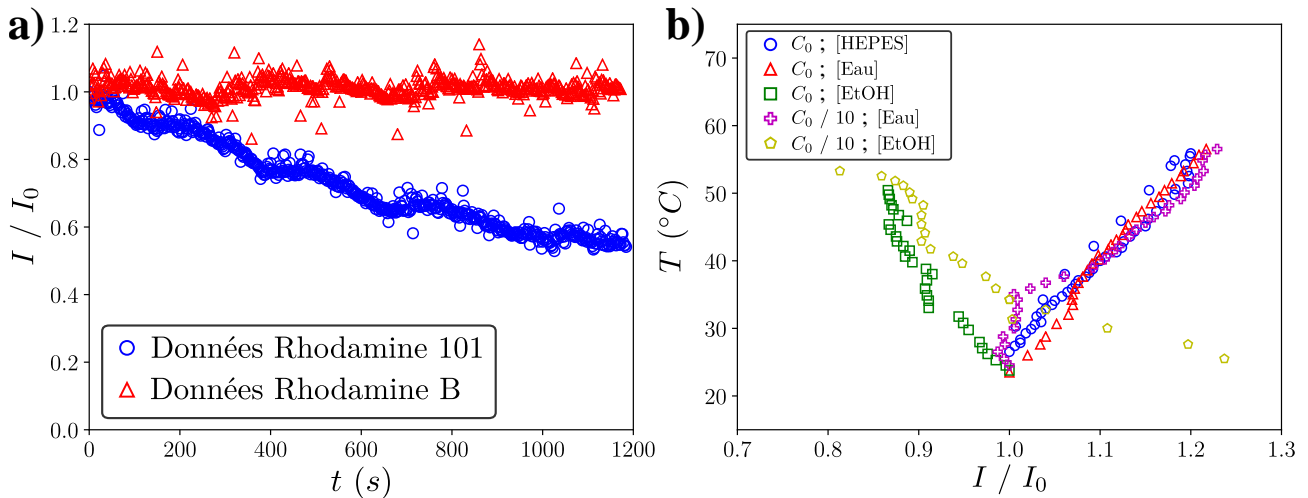 a)
1.2
1.0
0.8
0.6
0.4
0.2
0.0
I / I0
Données Rhodamine 101
Données Rhodamine B
0 200 400 600 800 1000 1200
t (s)
b)
C0 ; [HEPES]
C0 ; [Eau]
C0 ; [EtOH]
C0 / 10 ; [Eau]
C0 / 10 ; [EtOH]
70
60
50
40
30
20
T (°C)
0.7 0.8 0.9 1.0 1.1 1.2 1.3
I / I0